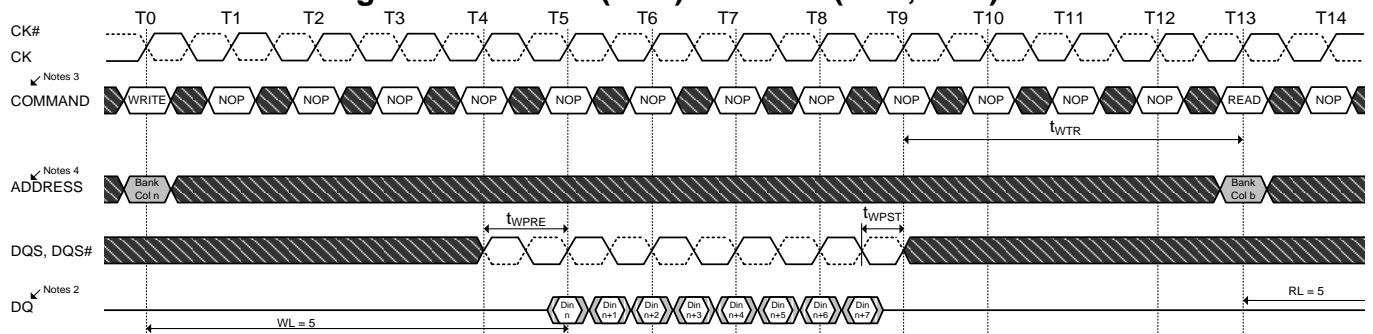 T0 T1 T2 T3 T4 T5 T6 T7 T8 T9 T10 T11 T12 T13 T14
CK#
CK
Notes 3
COMMAND WRITE NOP NOP NOP NOP NOP NOP NOP NOP NOP NOP NOP NOP READ NOP
tWTR
Notes 4
ADDRESS Bank Col n Bank Col b
tWPRE tWPST
DQS, DQS#
Notes 2
DQ Din n Din n+1 Din n+2 Din n+3 Din n+4 Din n+5 Din n+6 Din n+7
RL = 5
WL = 5